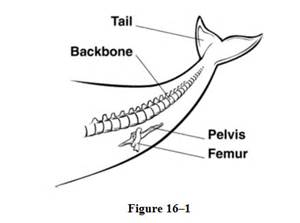 Tail
Backbone
Pelvis
Femur
Figure 16–1